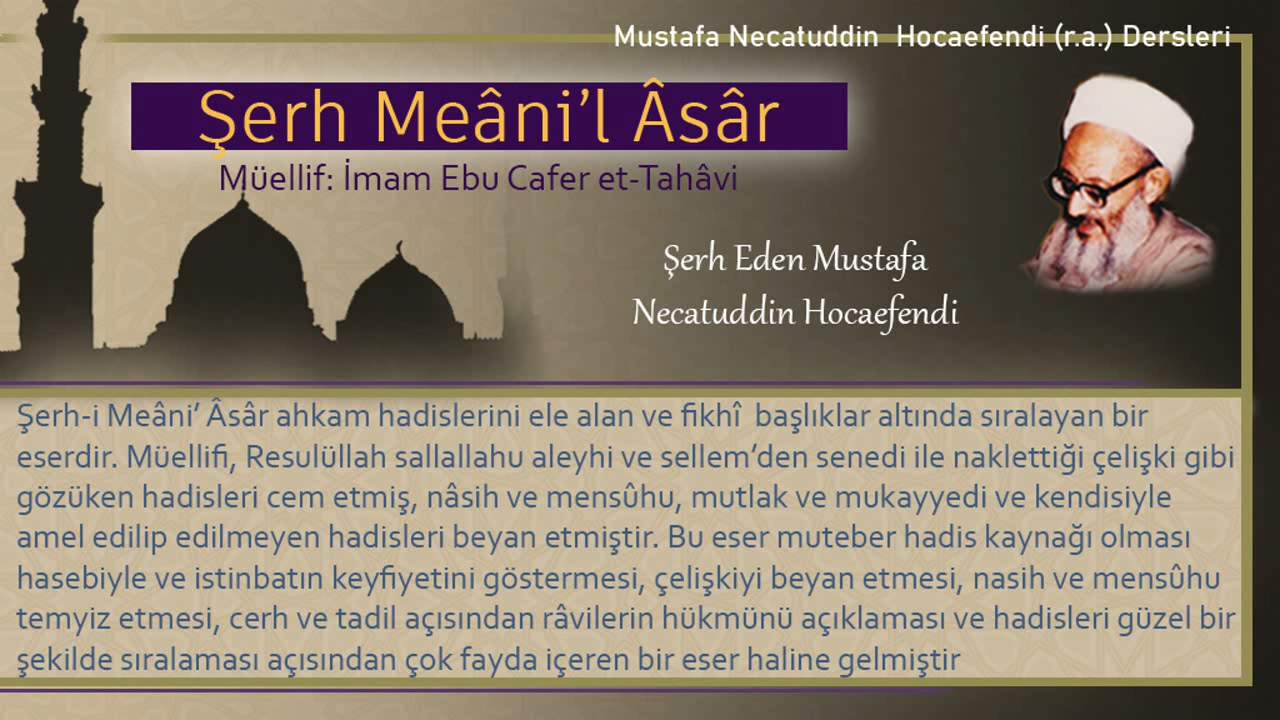 Mustafa Necatuddin Hocaefendi (r.a.) Dersleri
Şerh Meâni’l Âsâr
Müellif: İmam Ebu Cafer et-Tahâvi
Şerh Eden Mustafa
Necatuddin Hocaefendi
Şerh-i Meâni’ Âsâr ahkam hadislerini ele alan ve fikhî başlıklar altında sıralayan bir
eserdir. Müellifi, Resulüllah sallallahu aleyhi ve sellem’den senedi ile naklettiği çelişki gibi
gözüken hadisleri cem etmiş, nâsih ve mensûhu, mutlak ve mukayyedi ve kendisiyle
amel edilip edilmeyen hadisleri beyan etmiştir. Bu eser muteber hadis kaynağı olması
hasebiyle ve istinbatın keyfiyetini göstermesi, çelişkiyi beyan etmesi, nasih ve mensûhu
temyiz etmesi, cerh ve tadil açısından râvilerin hükmünü açıklaması ve hadisleri güzel bir
şekilde sıralaması açısından çok fayda içeren bir eser haline gelmiştir